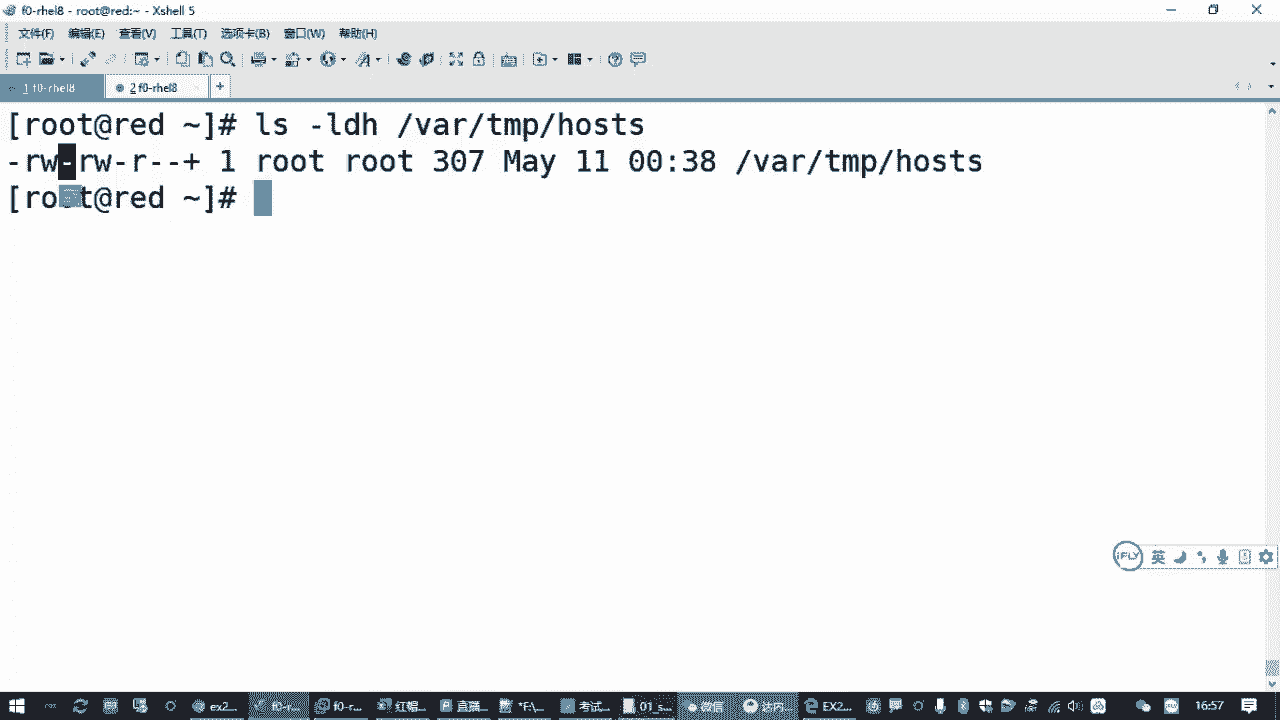 f0-rhel8 - root@red:~ - Xshell 5
文件(F) 编辑(E) 查看(V) 工具(T) 选项卡(B) 窗口(W) 帮助(H)
1 f0-rhel8 2 f0-rhel8 +
[root@red ~]# ls -ldh /var/tmp/hosts
-rw-rw-r--+ 1 root root 307 May 11 00:38 /var/tmp/hosts
[root@red ~]#
iFLY 英
ex2... f0-r... f0-r... 红帽... 直播... *F:\... 考试... 01_s... 微信 达内... EX2... 英 16:57